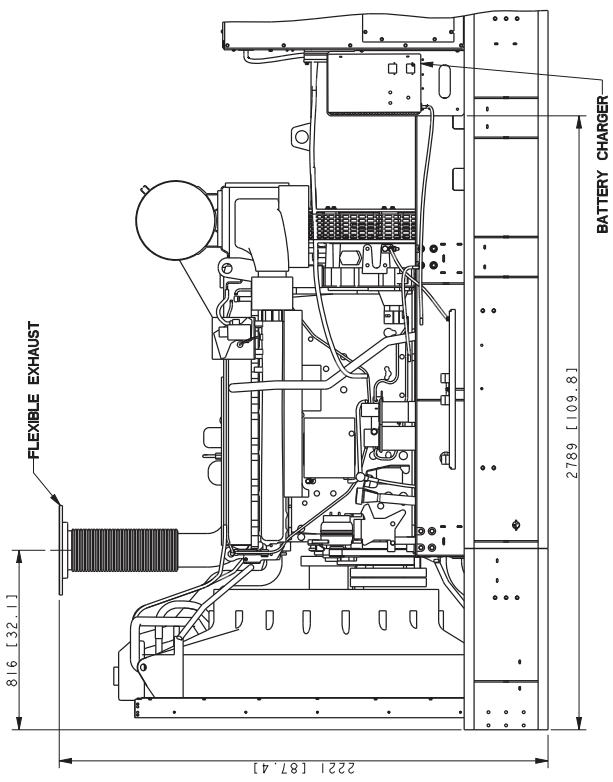 FLEXIBLE EXHAUST
816 [32.1]
2221 [87.4]
2789 [109.8]
BATTERY CHARGER